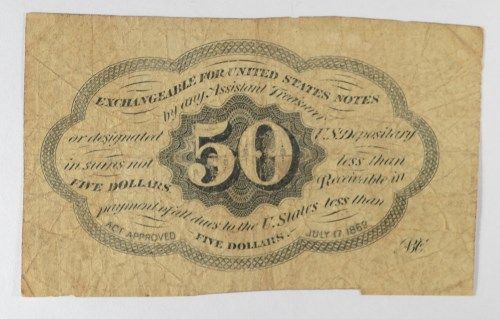 EXCHANGEABLE FOR UNITED STATES NOTES
by any Assistant Treasurer
or designated 50 U.S. Depositary
in sums not less than
FIVE DOLLARS. Receivable in
payment of all dues to the U. States less than
FIVE DOLLARS.
ACT APPROVED JULY 17 1862